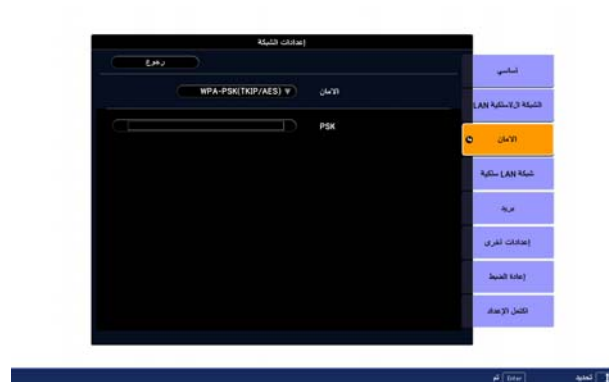 إعدادات الشبكة
رجوع
الأمان WPA-PSK(TKIP/AES)
PSK
أساسي
الشبكة اللاسلكية LAN
الأمان
شبكة LAN سلكية
بريد
إعدادات أخرى
إعادة الضبط
اكتمل الإعداد
تحديد [Enter] تم